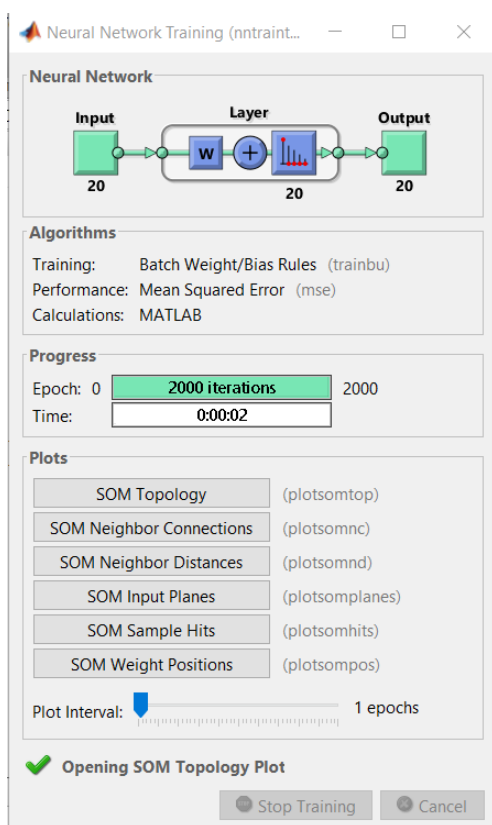 Neural Network Training (nntraint...
Neural Network
Input Layer Output
W +
20 20 20
Algorithms
Training: Batch Weight/Bias Rules (trainbu)
Performance: Mean Squared Error (mse)
Calculations: MATLAB
Progress
Epoch: 0 2000 iterations 2000
Time: 0:00:02
Plots
SOM Topology (plotsomtop)
SOM Neighbor Connections (plotsomnc)
SOM Neighbor Distances (plotsomnd)
SOM Input Planes (plotsomplanes)
SOM Sample Hits (plotsomhits)
SOM Weight Positions (plotsompos)
Plot Interval: 1 epochs
Opening SOM Topology Plot
Stop Training Cancel